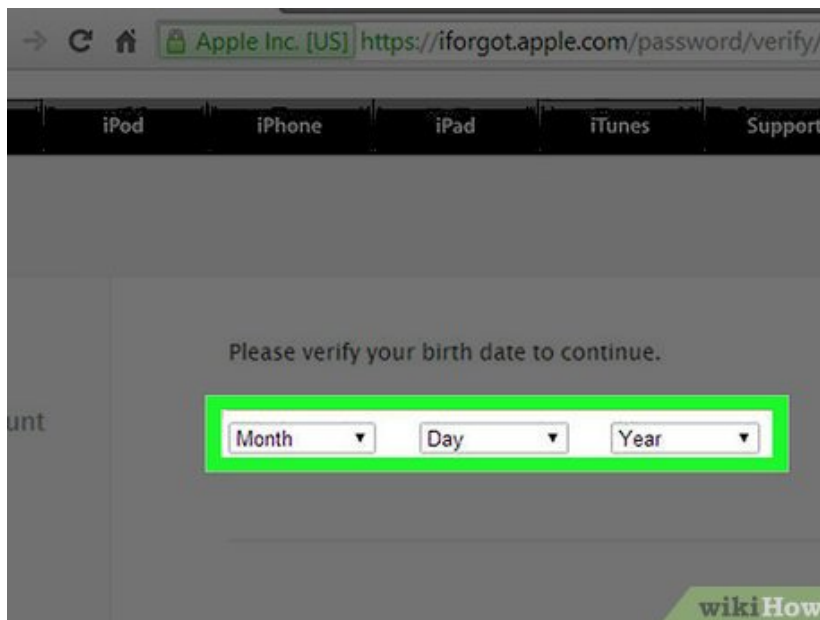 Apple Inc. [US] https://iforgot.apple.com/password/verify/
iPod iPhone iPad iTunes Support
Please verify your birth date to continue.
unt
Month Day Year
wikiHow